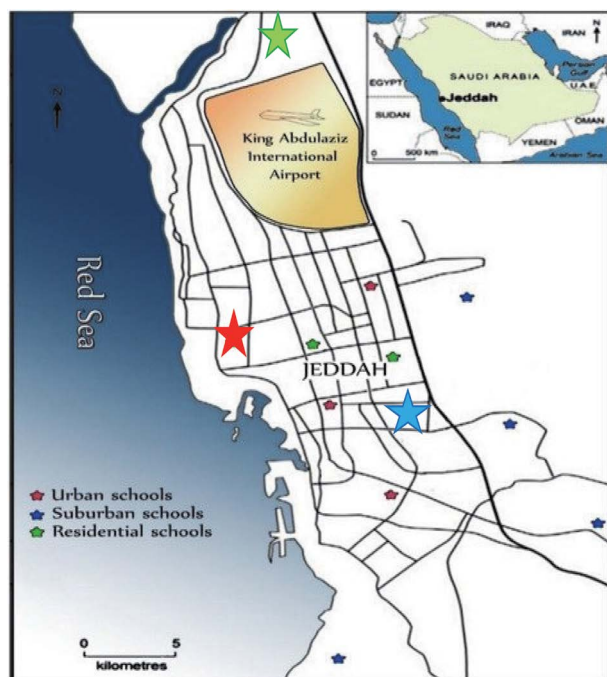 N
IRAQ
N
IRAN
EGYPT
SAUDI ARABIA
Persian
Gulf
Jeddah
U.A.E.
SUDAN
OMAN
Red
Sea
YEMEN
0 500 km
Arabian Sea
King Abdulaziz
International
Airport
Red Sea
JEDDAH
Urban schools
Suburban schools
Residential schools
0 5
kilometres